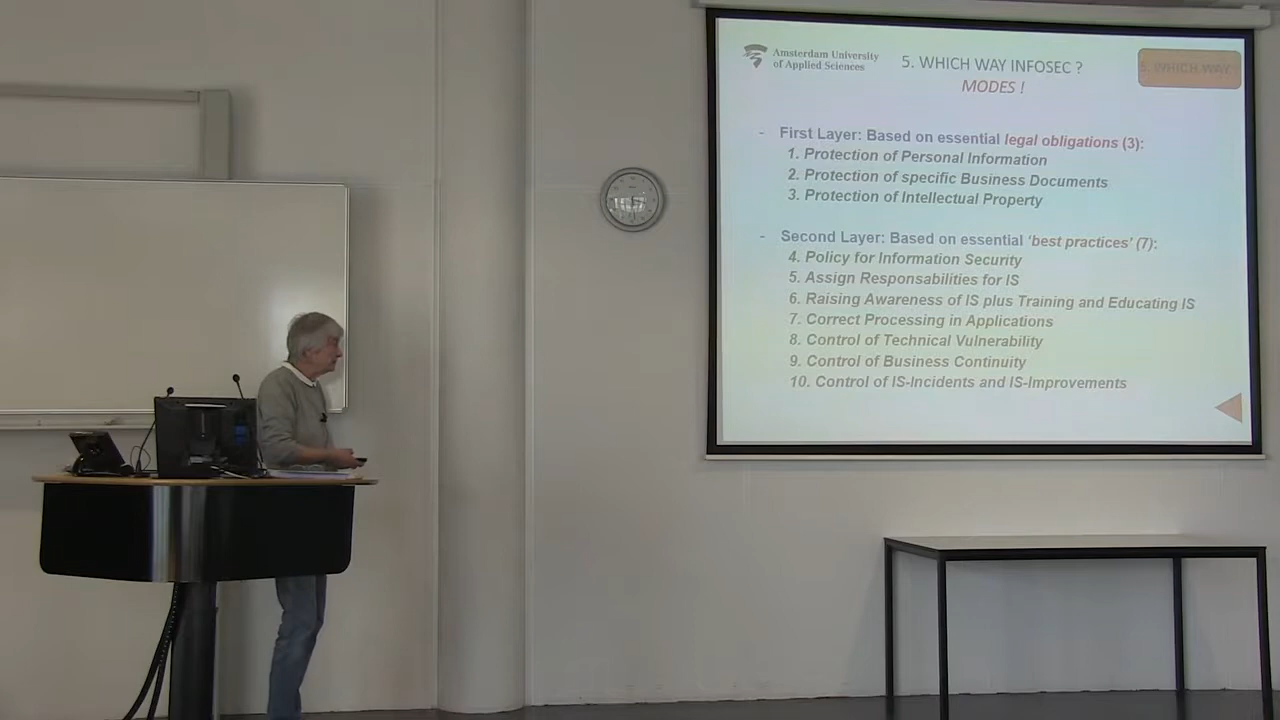 Amsterdam University
of Applied Sciences
5. WHICH WAY INFOSEC ?
MODES !
5. WHICH WAY
- First Layer: Based on essential legal obligations (3):
1. Protection of Personal Information
2. Protection of specific Business Documents
3. Protection of Intellectual Property
- Second Layer: Based on essential ‘best practices’ (7):
4. Policy for Information Security
5. Assign Responsabilities for IS
6. Raising Awareness of IS plus Training and Educating IS
7. Correct Processing in Applications
8. Control of Technical Vulnerability
9. Control of Business Continuity
10. Control of IS-Incidents and IS-Improvements